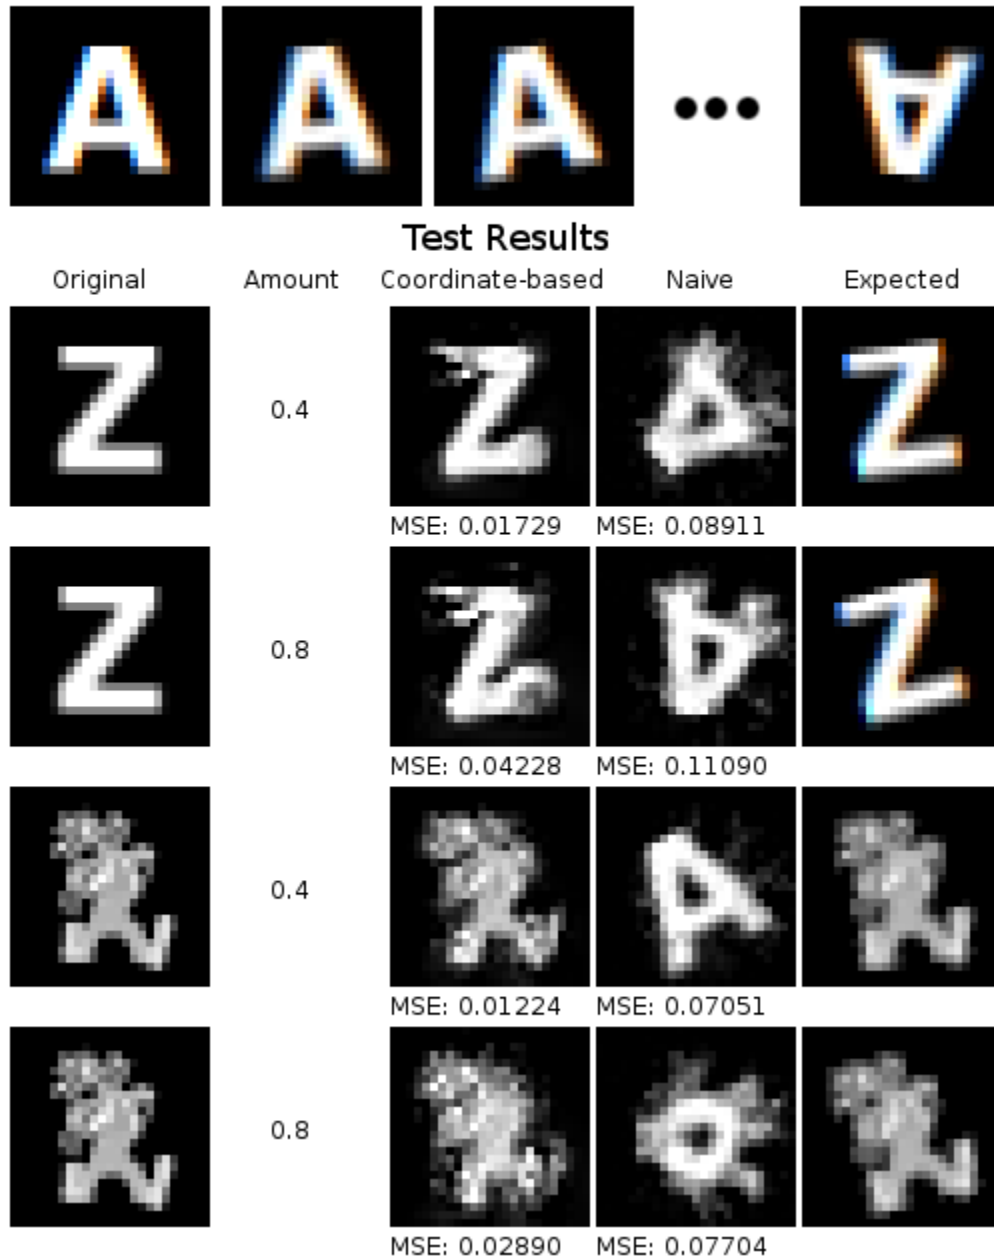 Test Results
Original Amount Coordinate-based Naive Expected
0.4
MSE: 0.01729 MSE: 0.08911
0.8
MSE: 0.04228 MSE: 0.11090
0.4
MSE: 0.01224 MSE: 0.07051
0.8
MSE: 0.02890 MSE: 0.07704